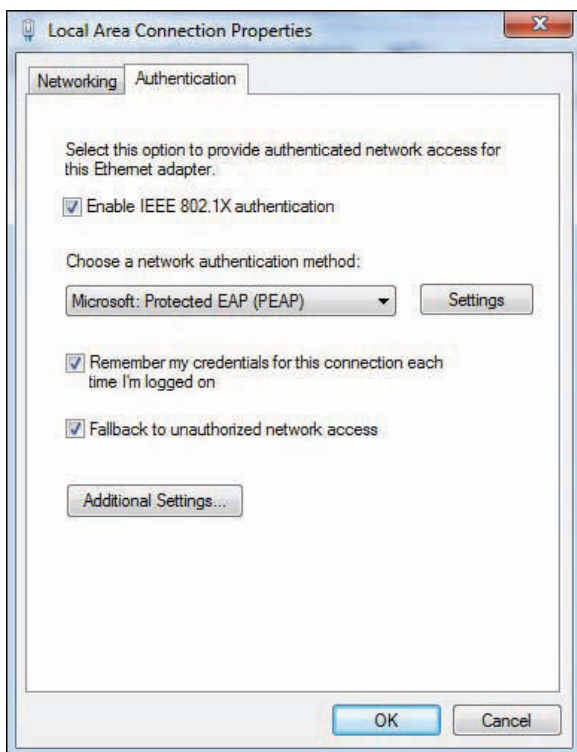 Local Area Connection Properties
Networking
Authentication
Select this option to provide authenticated network access for
this Ethernet adapter.
Enable IEEE 802.1X authentication
Choose a network authentication method:
Microsoft: Protected EAP (PEAP)
Settings
Remember my credentials for this connection each
time I'm logged on
Fallback to unauthorized network access
Additional Settings...
OK
Cancel